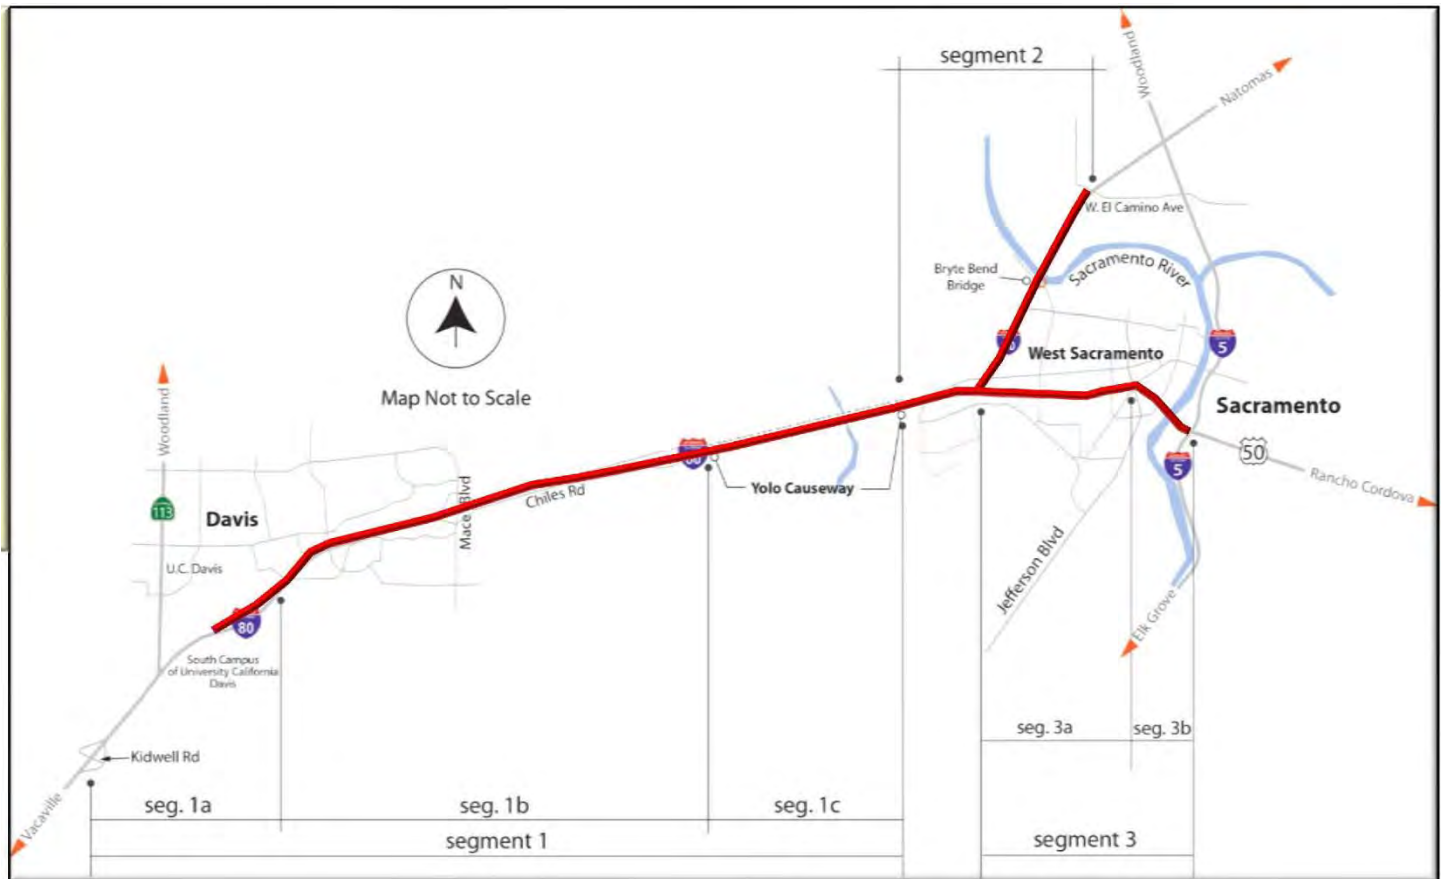 segment 2
Woodland
Natomas
W. El Camino Ave
Bryte Bend
Bridge
Sacramento River
N
Map Not to Scale
West Sacramento
5
Sacramento
50
Rancho Cordova
5
Woodland
113
Davis
U.C. Davis
Mace Blvd
Chiles Rd
Yolo Causeway
80
South Campus
of University California
Davis
Jefferson Blvd
Elk Grove
Kidwell Rd
Vacaville
seg. 3a
seg. 3b
seg. 1a
seg. 1b
seg. 1c
segment 1
segment 3